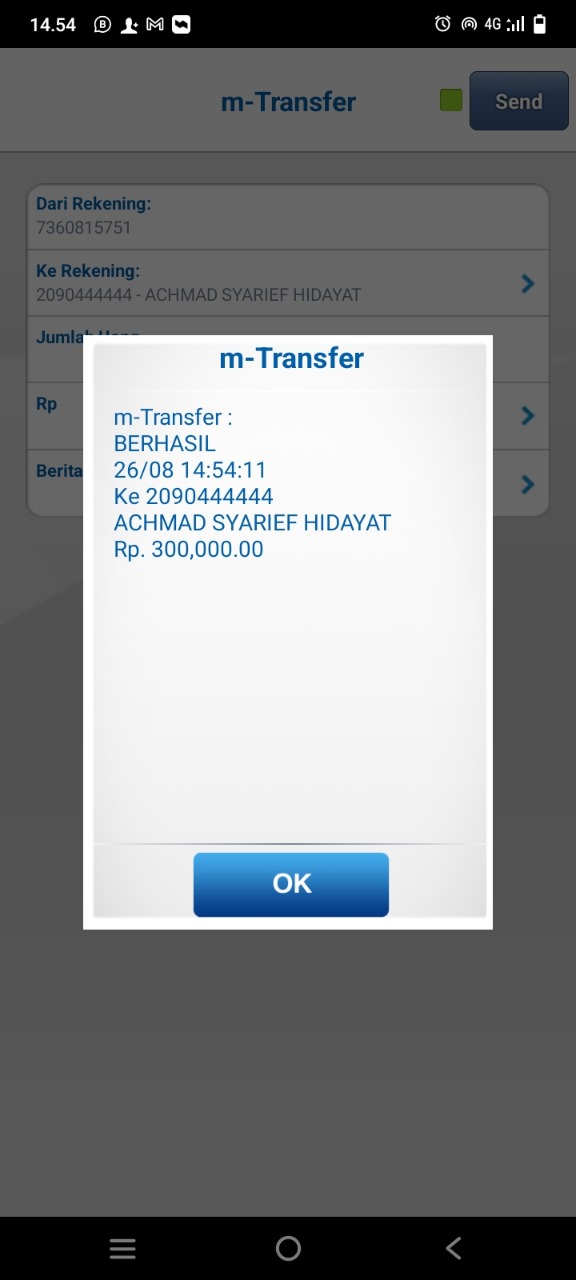 14.54
4G
m-Transfer
Send
Dari Rekening:
7360815751
Ke Rekening:
2090444444 - ACHMAD SYARIEF HIDAYAT
Jumlah Uang
Rp
Berita
m-Transfer
m-Transfer :
BERHASIL
26/08 14:54:11
Ke 2090444444
ACHMAD SYARIEF HIDAYAT
Rp. 300,000.00
OK